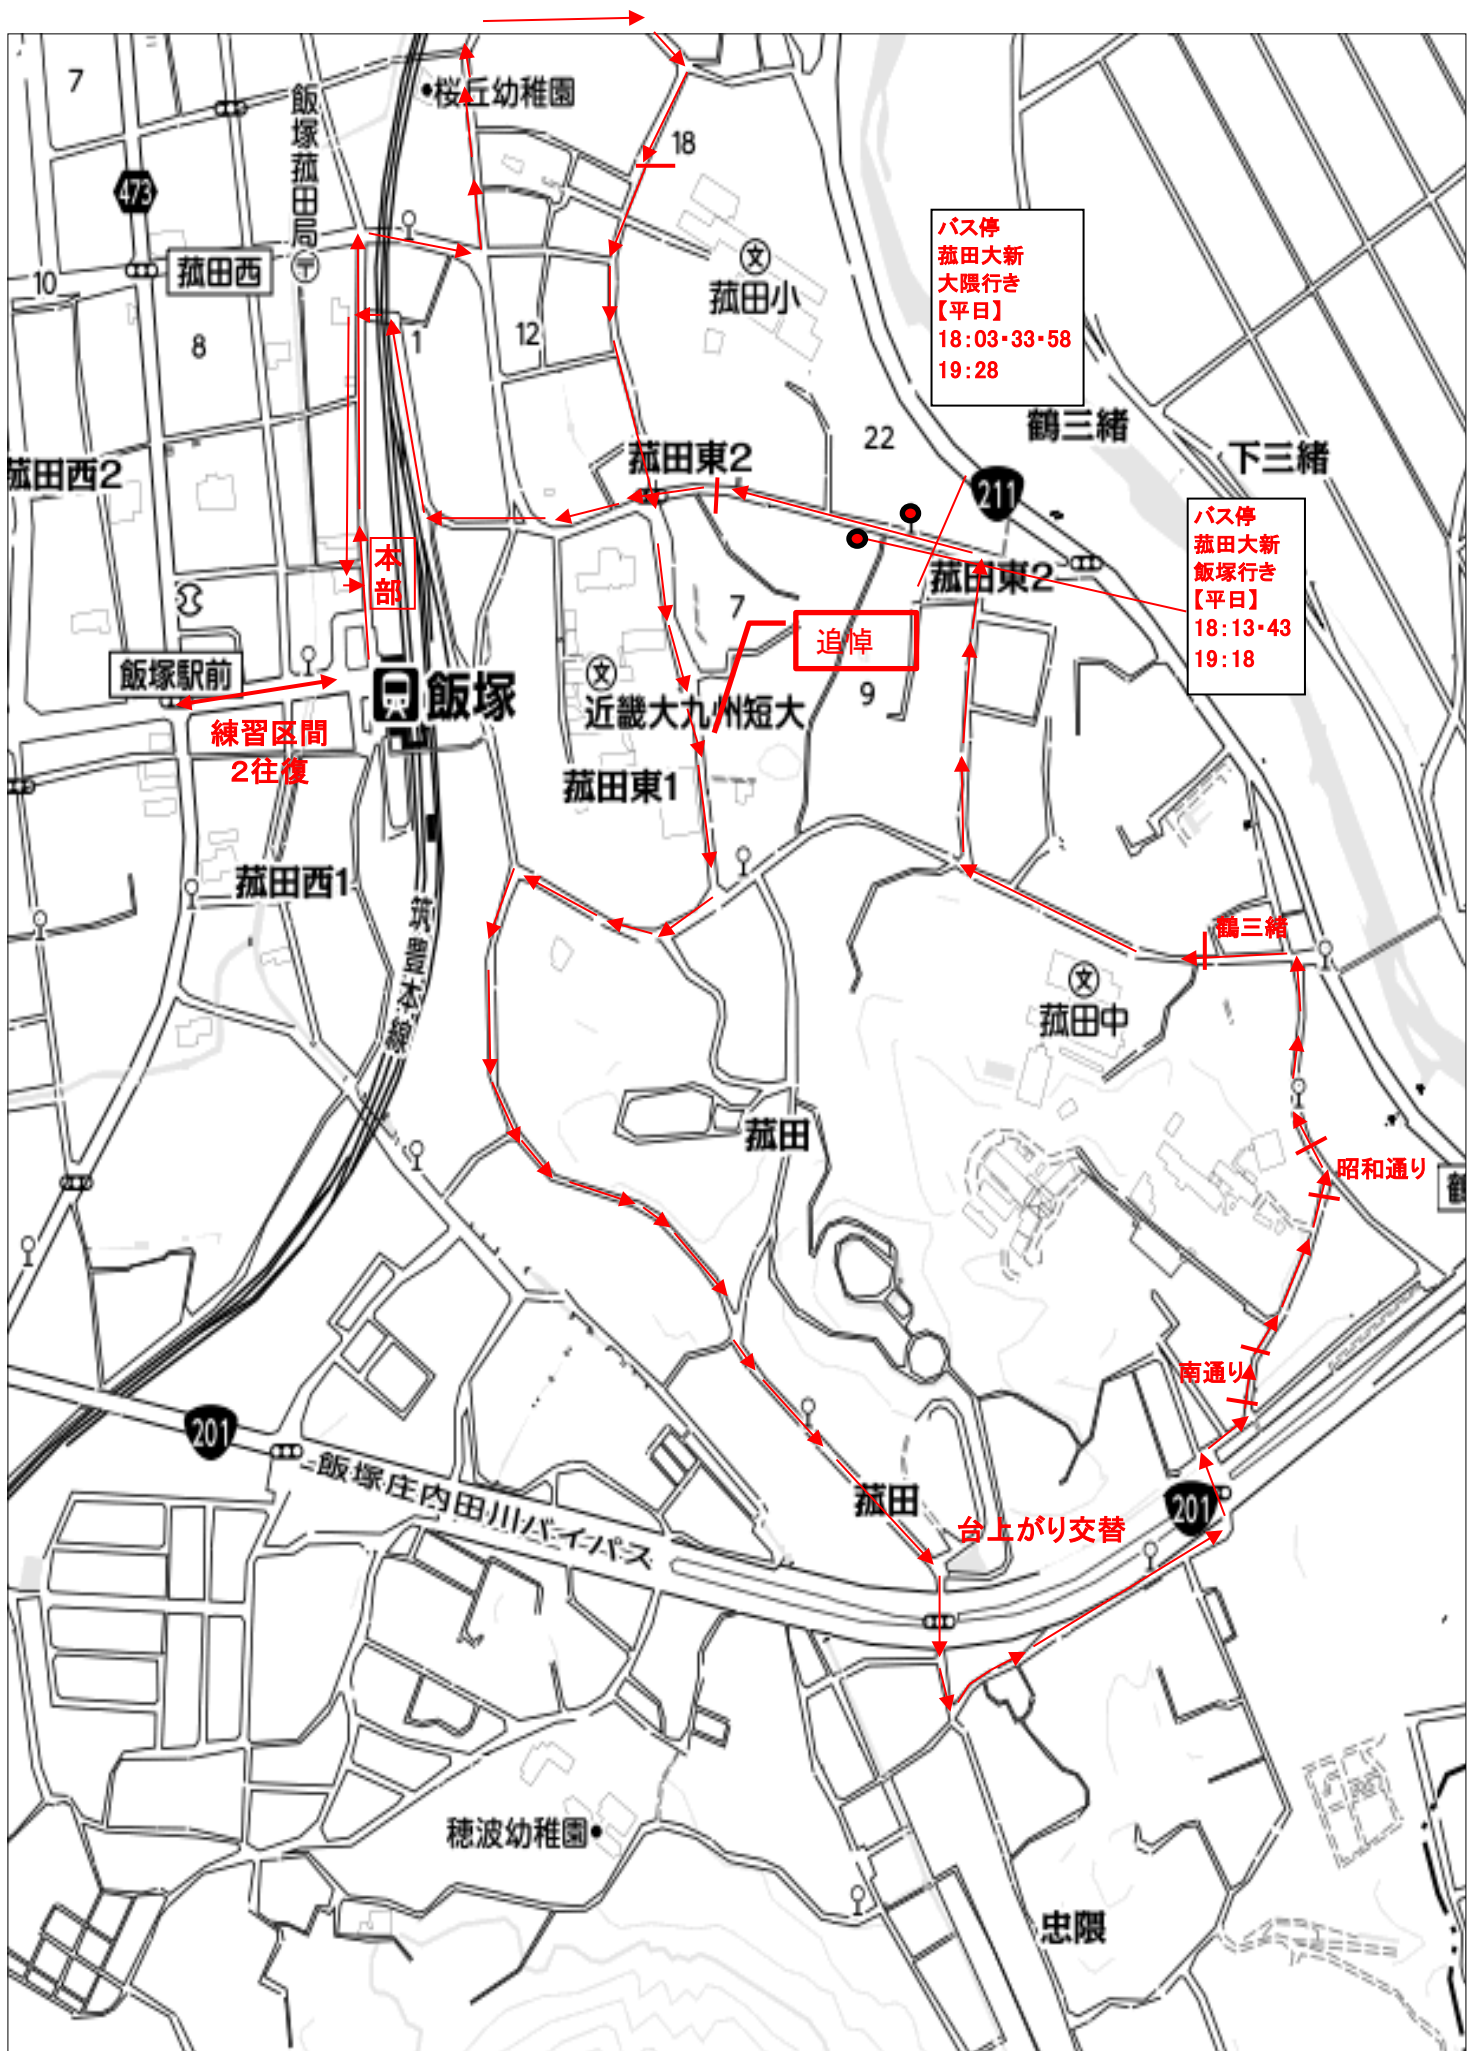 7
飯塚菰田局
桜丘幼稚園
18
473
菰田西
10
菰田小
バス停
菰田大新
大隈行き
【平日】
18:03・33・58
19:28
8
1
12
菰田西2
菰田東2
22
鶴三緒
下三緒
211
バス停
菰田大新
飯塚行き
【平日】
18:13・43
19:18
本部
菰田東2
7
追悼
飯塚駅前
飯塚
9
近畿大九州短大
練習区間
2往復
菰田東1
菰田西1
筑豊本線
鶴三緒
菰田中
菰田
昭和通り
鶴
南通り
201
飯塚庄内田川バイパス
菰田
台上がり交替
201
穂波幼稚園
忠隈